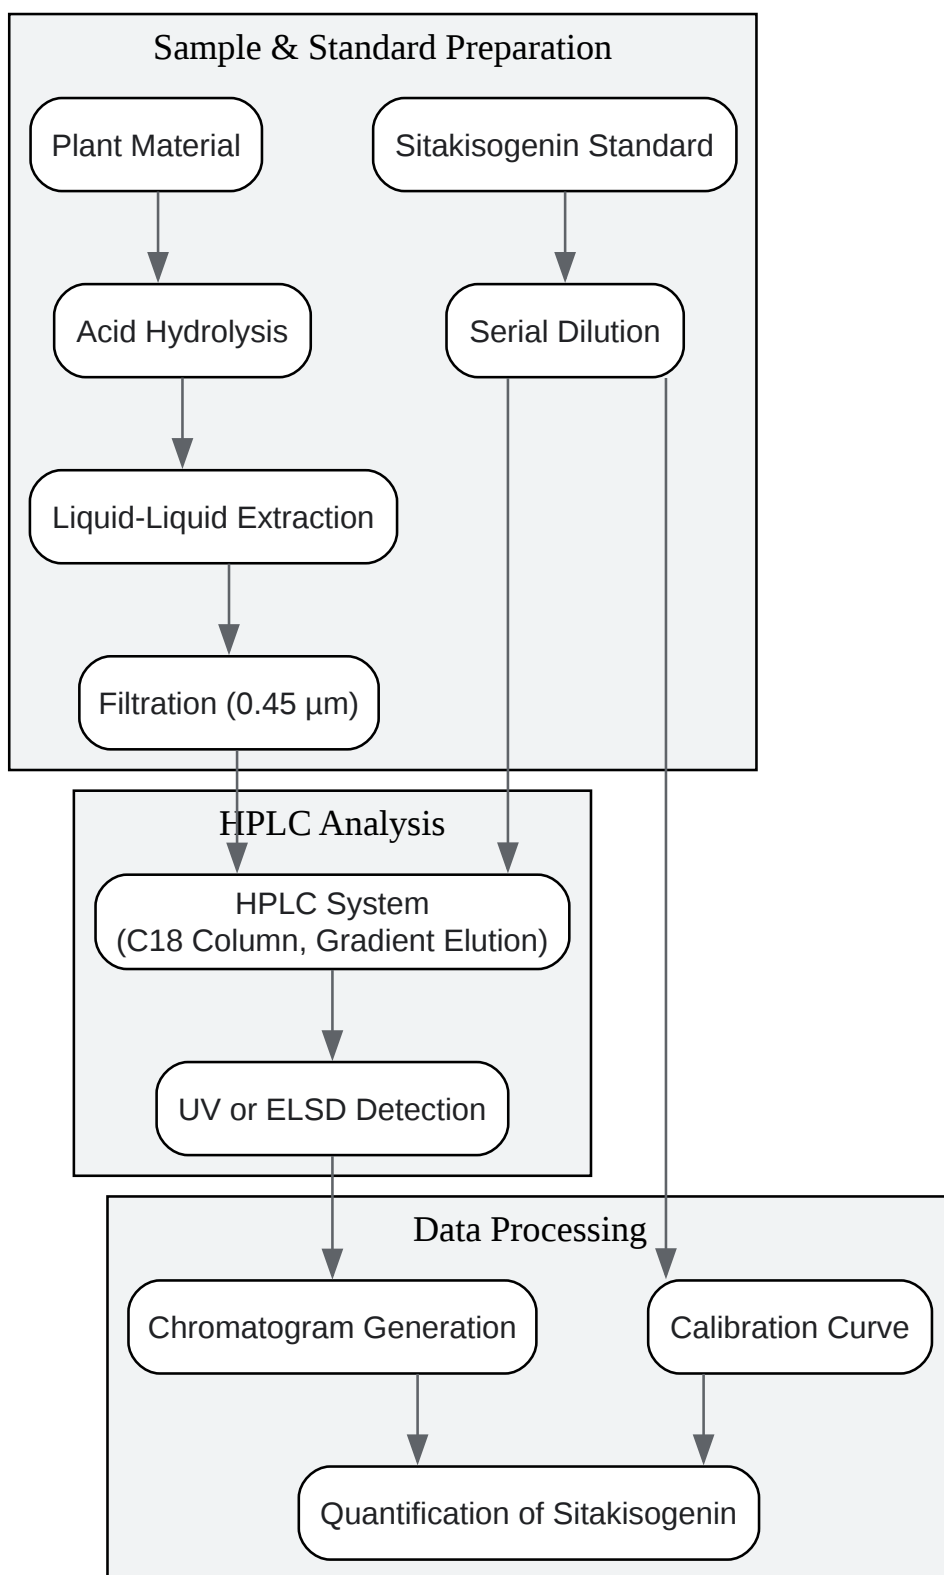 Sample & Standard Preparation
Plant Material
Sitakisogenin Standard
Acid Hydrolysis
Serial Dilution
Liquid-Liquid Extraction
Filtration (0.45 µm)
HPLC Analysis
HPLC System
(C18 Column, Gradient Elution)
UV or ELSD Detection
Data Processing
Chromatogram Generation
Calibration Curve
Quantification of Sitakisogenin